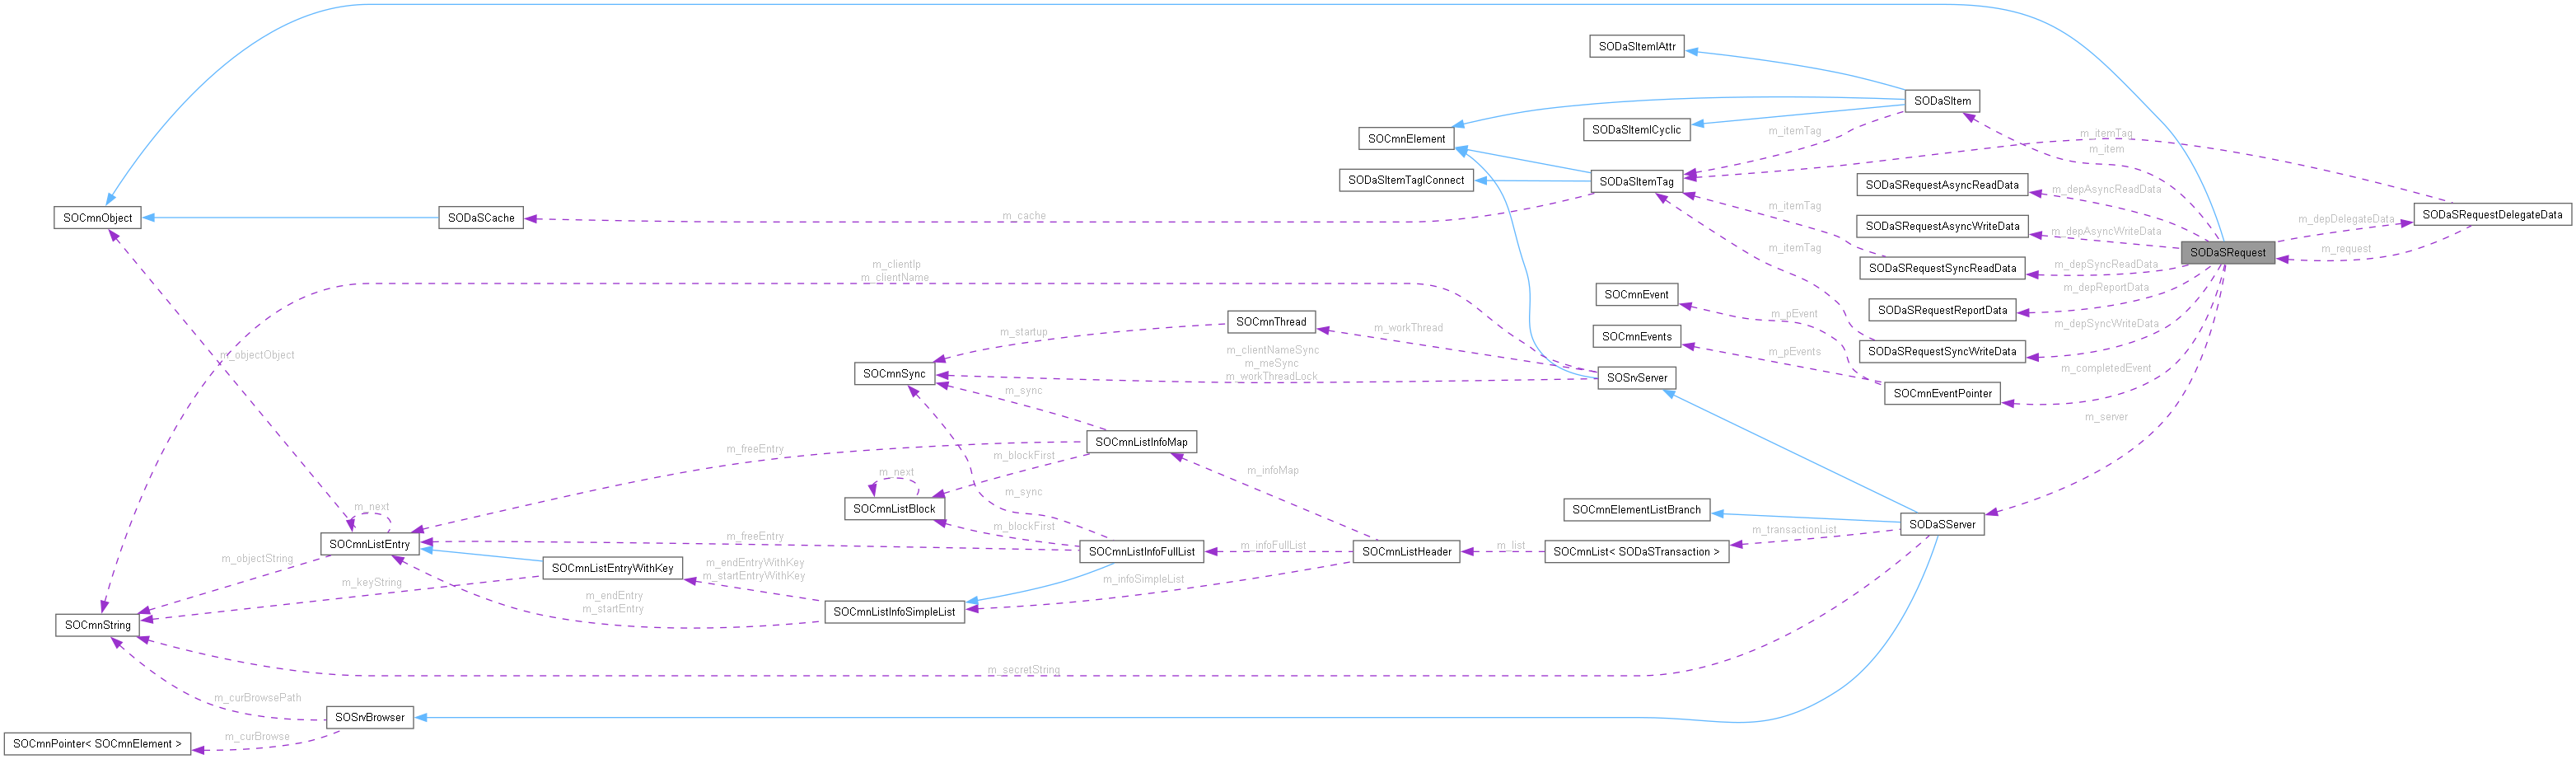 SODaSItemIAttr
SODaSItem
SODaSItemICyclic
m_itemTag
m_itemTag
m_item
SOCmnElement
SODaSItemTagIConnect
SODaSItemTag
SODaSRequestAsyncReadData
m_depAsyncReadData
m_itemTag
SOCmnObject
SODaSCache
m_cache
SODaSRequestAsyncWriteData
m_depAsyncWriteData
m_depDelegateData
SODaSRequestDelegateData
m_itemTag
m_request
SODaSRequest
m_clientIp
m_clientName
SODaSRequestSyncReadData
m_depSyncReadData
m_depReportData
SOCmnEvent
SODaSRequestReportData
m_pEvent
SOCmnThread
m_startup
m_workThread
m_depSyncWriteData
SOCmnEvents
m_objectObject
m_clientNameSync
m_meSync
m_workThreadLock
m_pEvents
SODaSRequestSyncWriteData
m_completedEvent
SOCmnSync
SOSrvServer
m_sync
SOCmnEventPointer
m_server
SOCmnListInfoMap
m_freeEntry
m_blockFirst
m_next
m_infoMap
m_sync
m_next
SOCmnListBlock
SOCmnElementListBranch
SODaSServer
m_blockFirst
m_transactionList
m_freeEntry
SOCmnListEntry
m_objectString
SOCmnListInfoFullList
m_infoFullList
SOCmnListHeader
m_list
SOCmnList< SODaSTransaction >
m_endEntryWithKey
m_startEntryWithKey
SOCmnListEntryWithKey
m_keyString
m_infoSimpleList
m_endEntry
m_startEntry
SOCmnListInfoSimpleList
SOCmnString
m_secretString
m_curBrowsePath
SOSrvBrowser
m_curBrowse
SOCmnPointer< SOCmnElement >